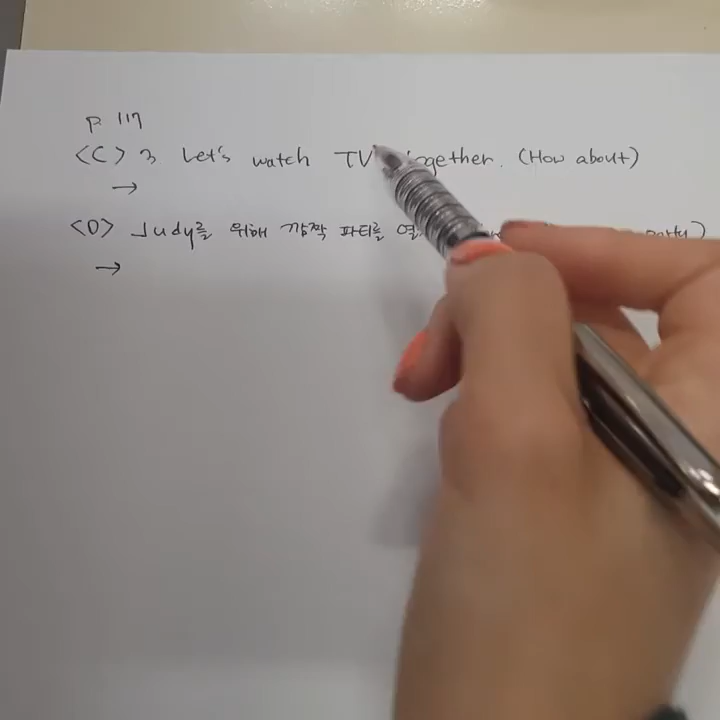 P 117
<C> 3 Let's watch TV together. (How about)
→
<D> Judy를 위해 깜짝 파티를 party)
→